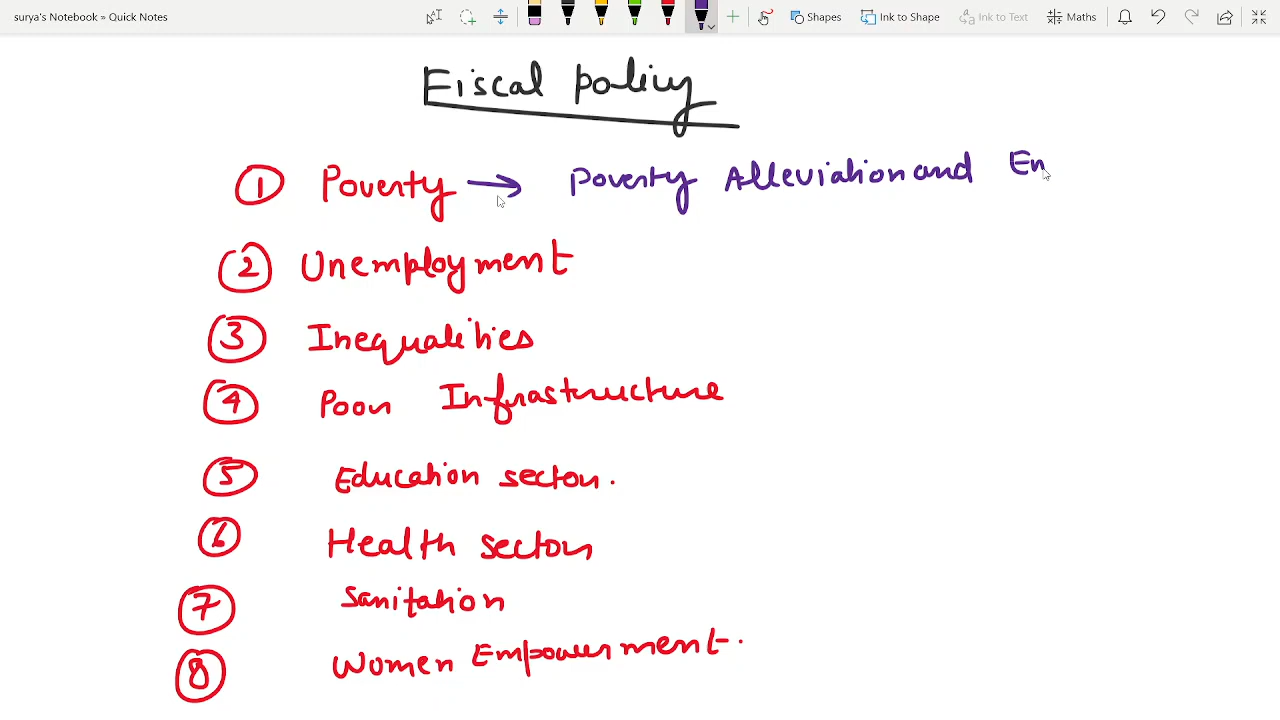 surya's Notebook » Quick Notes
Shapes Ink to Shape Ink to Text Maths
Fiscal policy
1 Poverty → Poverty Alleviation and En
2 Unemployment
3 Inequalities
4 Poor Infrastructure
5 Education sector.
6 Health sector
7 Sanitation
8 Women Empowerment.